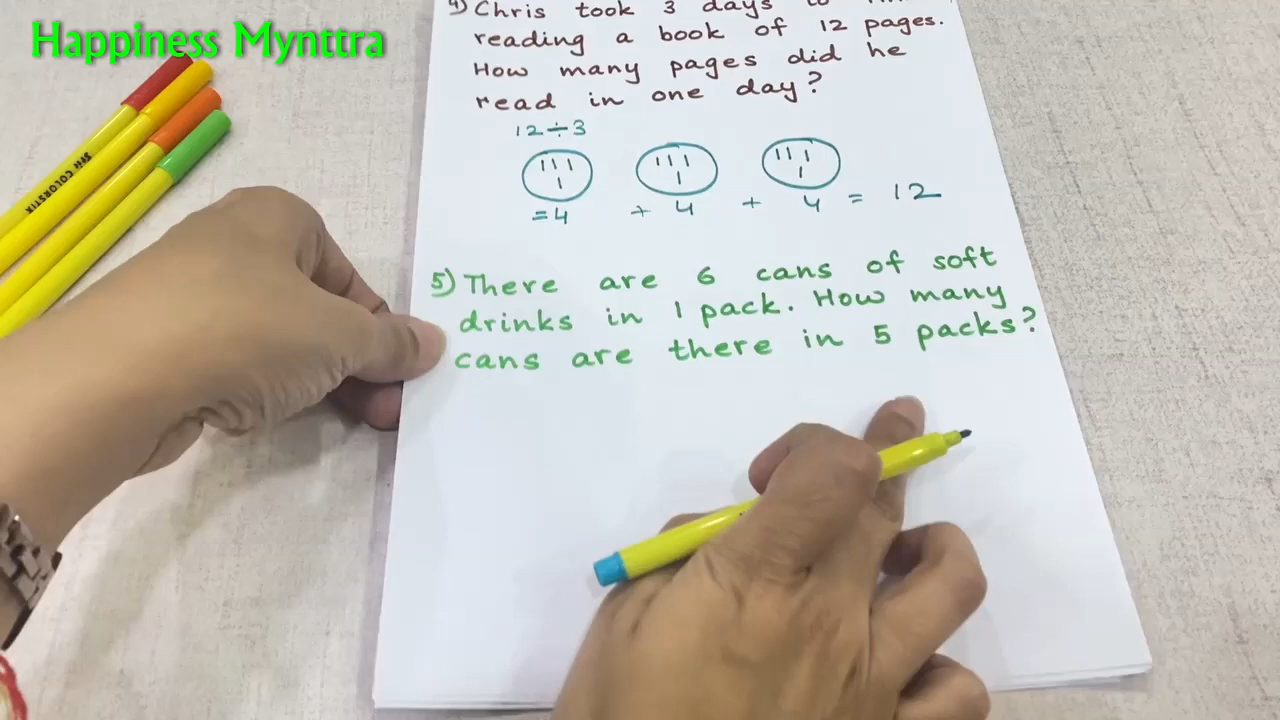 Happiness Mynttra
4) Chris took 3 days to
reading a book of 12 pages.
How many pages did he
read in one day?
12÷3
=4 + 4 + 4 = 12
5) There are 6 cans of soft
drinks in 1 pack. How many
cans are there in 5 packs?
COLORSTIX